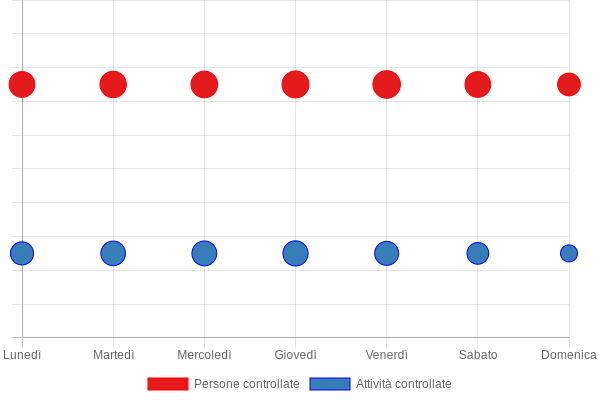 Lunedì Martedì Mercoledì Giovedì Venerdì Sabato Domenica
Persone controllate Attività controllate